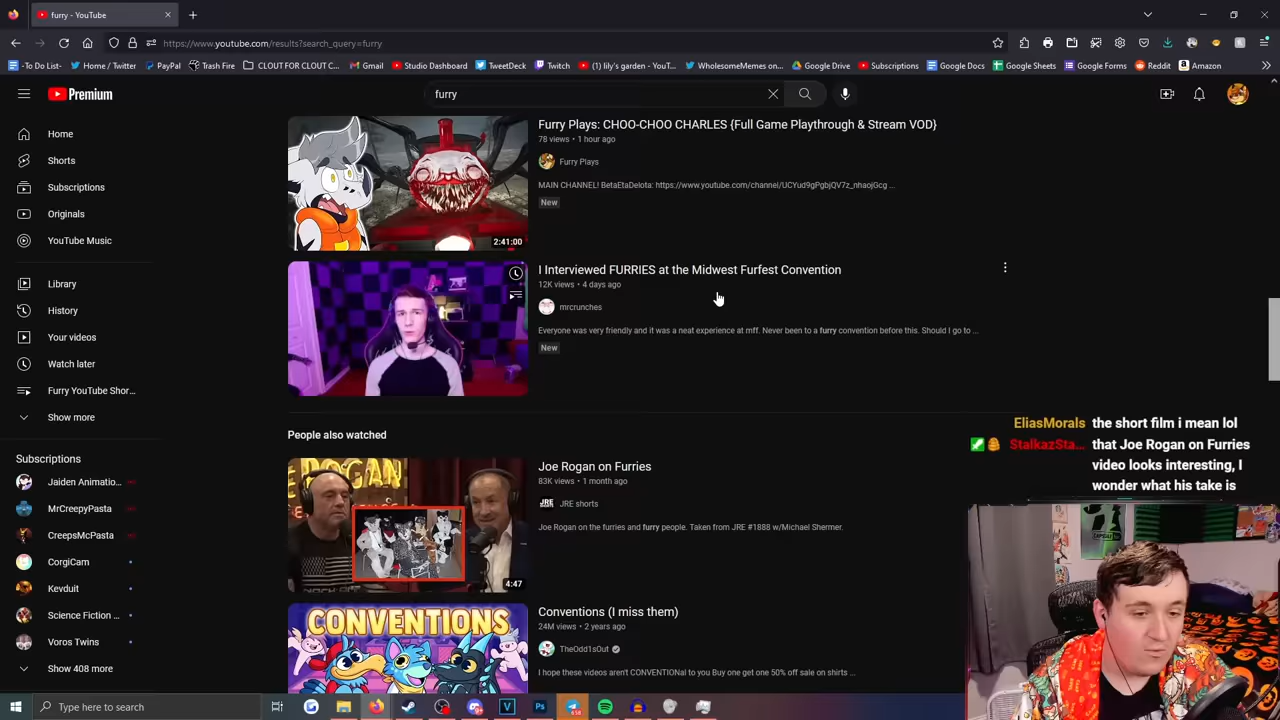 furry - YouTube
https://www.youtube.com/results?search_query=furry
-To Do List-
Home / Twitter
PayPal
Trash Fire
CLOUT FOR CLOUT C...
Gmail
Studio Dashboard
TweetDeck
Twitch
(1) lily's garden - YouT...
WholesomeMemes on...
Google Drive
Subscriptions
Google Docs
Google Sheets
Google Forms
Reddit
Amazon
Premium
furry
Home
Shorts
Subscriptions
Originals
YouTube Music
Library
History
Your videos
Watch later
Furry YouTube Shor...
Show more
Subscriptions
Jaiden Animatio...
MrCreepyPasta
CreepsMcPasta
CorgiCam
Kevduit
Science Fiction ...
Voros Twins
Show 408 more
2:41:00
Furry Plays: CHOO-CHOO CHARLES {Full Game Playthrough & Stream VOD}
78 views • 1 hour ago
Furry Plays
MAIN CHANNEL! BetaEtaDelota: https://www.youtube.com/channel/UCYud9gPgbjQV7z_nhaojGcg ...
New
I Interviewed FURRIES at the Midwest Furfest Convention
12K views • 4 days ago
mrcrunches
Everyone was very friendly and it was a neat experience at mff. Never been to a furry convention before this. Should I go to ...
New
People also watched
ROGAN
4:47
Joe Rogan on Furries
83K views • 1 month ago
JRE JRE shorts
Joe Rogan on the furries and furry people. Taken from JRE #1888 w/Michael Shermer.
CONVENTIONS
Conventions (I miss them)
24M views • 2 years ago
TheOdd1sOut
I hope these videos aren't CONVENTIONal to you Buy one get one 50% off sale on shirts ...
EliasMorals the short film i mean lol
StalkazSta... that Joe Rogan on Furries
video looks interesting, I
wonder what his take is
Type here to search